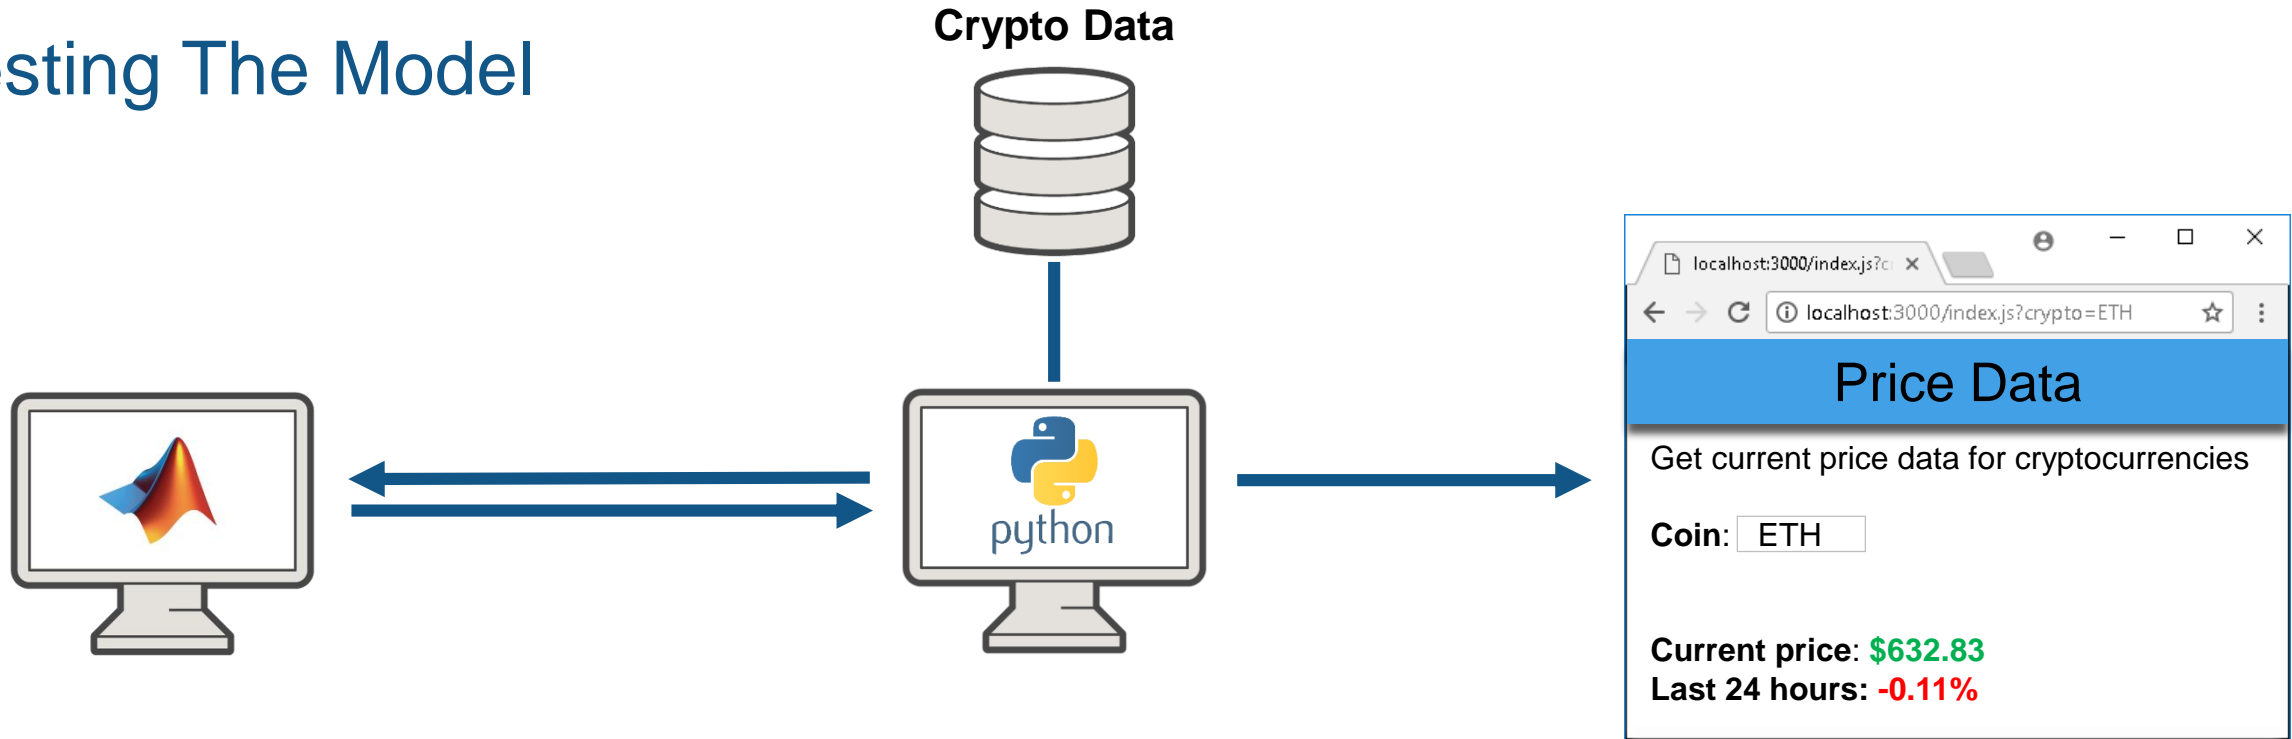 esting The Model
Crypto Data
python
localhost:3000/index.js?c
localhost:3000/index.js?crypto=ETH
Price Data
Get current price data for cryptocurrencies
Coin: ETH
Current price: $632.83
Last 24 hours: -0.11%